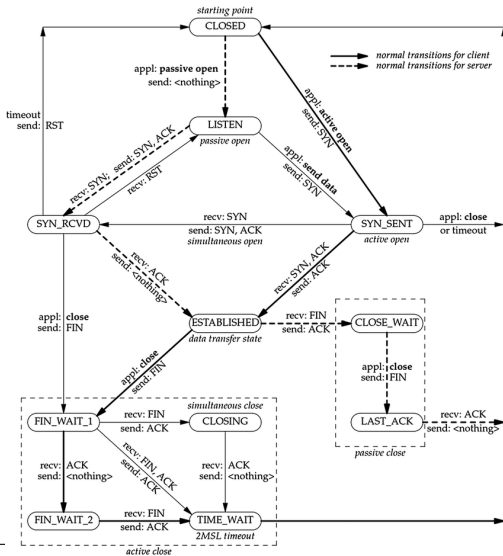 starting point
CLOSED
normal transitions for client
normal transitions for server
appl: passive open
send: <nothing>
appl: active open
send: SYN
timeout
send: RST
LISTEN
passive open
recv: SYN; send: SYN, ACK
recv: RST
appl: send data
send: SYN
SYN_RCVD
recv: SYN
send: SYN, ACK
simultaneous open
SYN_SENT
active open
appl: close
or timeout
recv: ACK
send: <nothing>
recv: SYN, ACK
send: ACK
appl: close
send: FIN
ESTABLISHED
data transfer state
recv: FIN
send: ACK
CLOSE_WAIT
appl: close
send: FIN
appl: close
send: FIN
LAST_ACK
recv: ACK
send: <nothing>
passive close
simultaneous close
FIN_WAIT_1
recv: FIN
send: ACK
CLOSING
recv: ACK
send: <nothing>
recv: FIN, ACK
send: ACK
recv: ACK
send: <nothing>
FIN_WAIT_2
recv: FIN
send: ACK
TIME_WAIT
2MSL timeout
active close